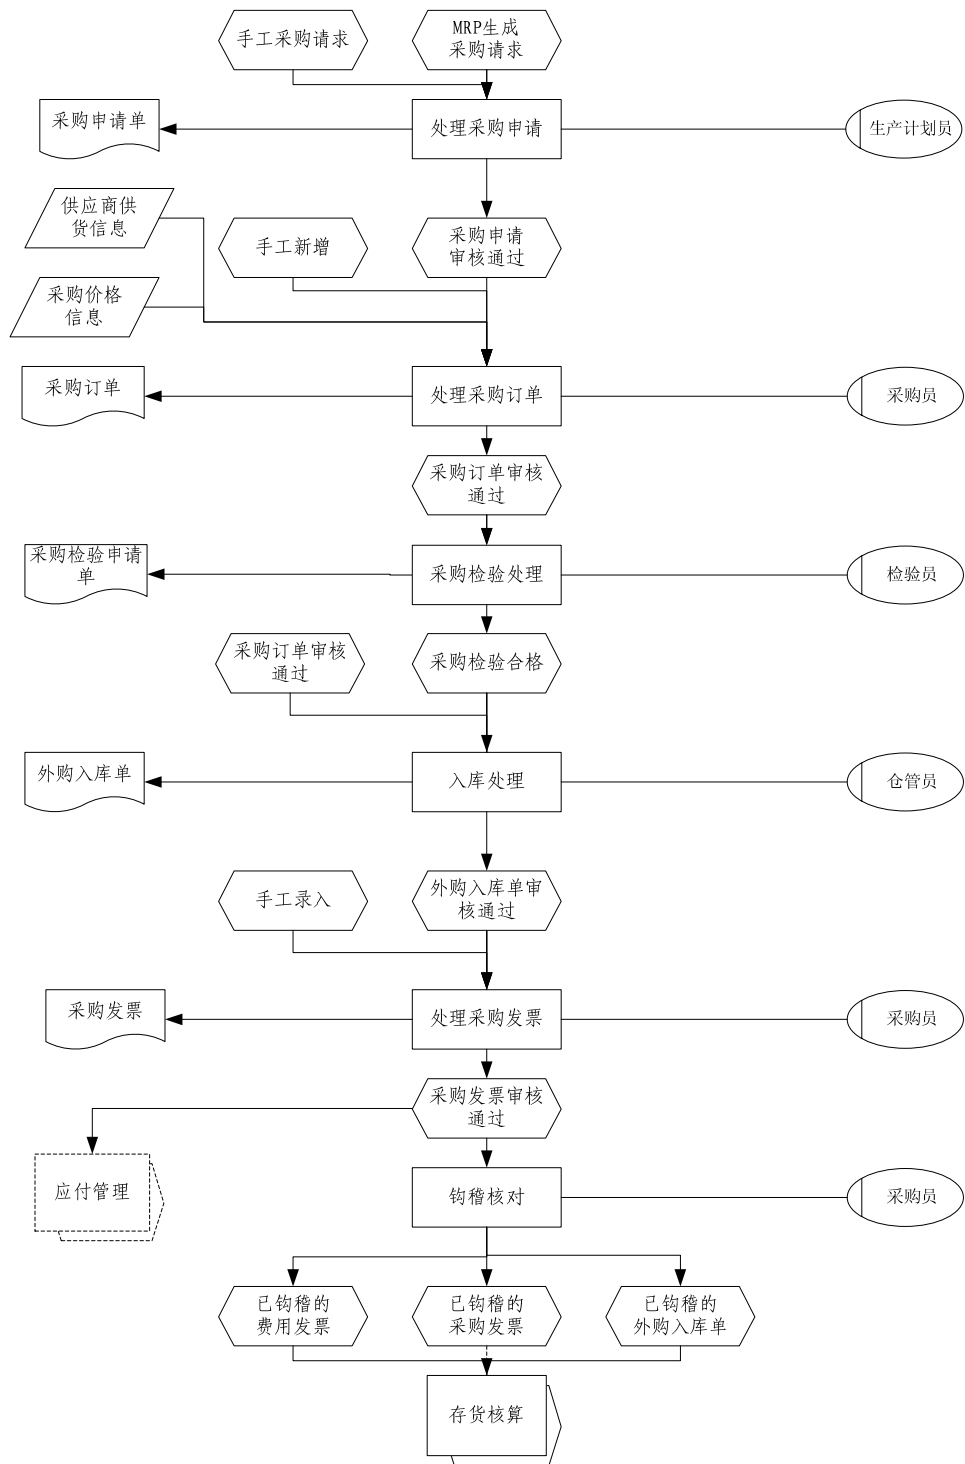 手工采购请求
MRP生成
采购请求
采购申请单
处理采购申请
生产计划员
供应商供
货信息
手工新增
采购申请
审核通过
采购价格
信息
采购订单
处理采购订单
采购员
采购订单审核
通过
采购检验申请
单
采购检验处理
检验员
采购订单审核
通过
采购检验合格
外购入库单
入库处理
仓管员
手工录入
外购入库单审
核通过
采购发票
处理采购发票
采购员
采购发票审核
通过
应付管理
钩稽核对
采购员
已钩稽的
费用发票
已钩稽的
采购发票
已钩稽的
外购入库单
存货核算